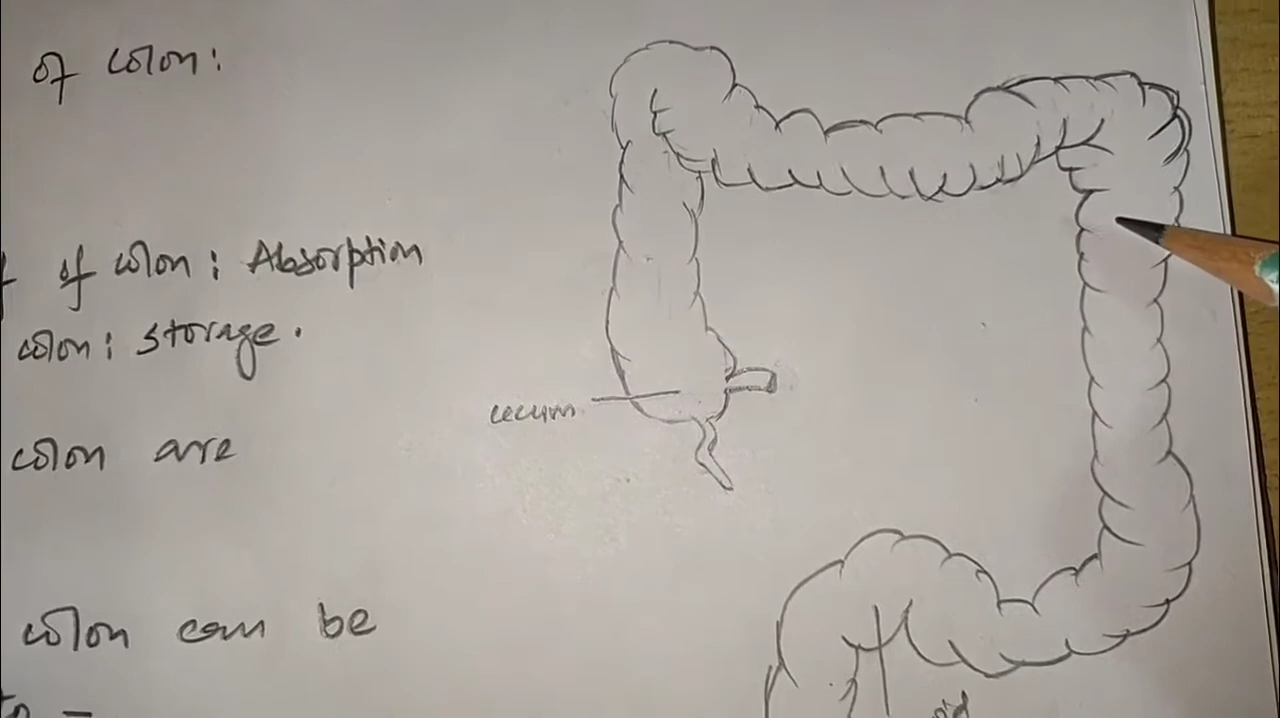 of colon:
of colon: Absorption
colon: storage.
cecum
colon are
colon can be